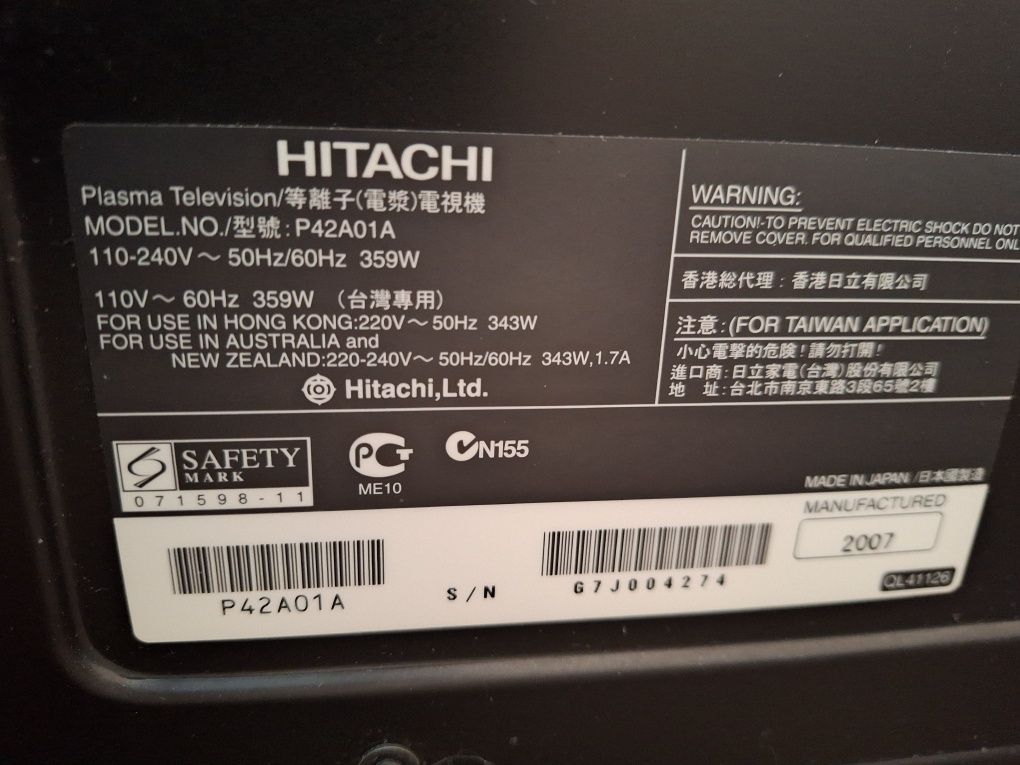 HITACHI
Plasma Television/等離子(電漿)電視機
MODEL.NO./型號:P42A01A
110-240V～ 50Hz/60Hz 359W
110V～ 60Hz 359W (台灣專用)
FOR USE IN HONG KONG:220V～50Hz 343W
FOR USE IN AUSTRALIA and
NEW ZEALAND:220-240V～ 50Hz/60Hz 343W,1.7A
Hitachi,Ltd.
WARNING:
CAUTION!-TO PREVENT ELECTRIC SHOCK DO NOT
REMOVE COVER. FOR QUALIFIED PERSONNEL ONL
香港総代理:香港日立有限公司
注意:(FOR TAIWAN APPLICATION)
小心電擊的危険!請勿打開!
進口商:日立家電(台灣)股份有限公司
地 址:台北市南京東路3段65號2樓
SAFETY
MARK
071598-11
PCT
ME10
N155
MADE IN JAPAN /日本國製造
MANUFACTURED
2007
QL41126
P42A01A
S/N
G7J004274